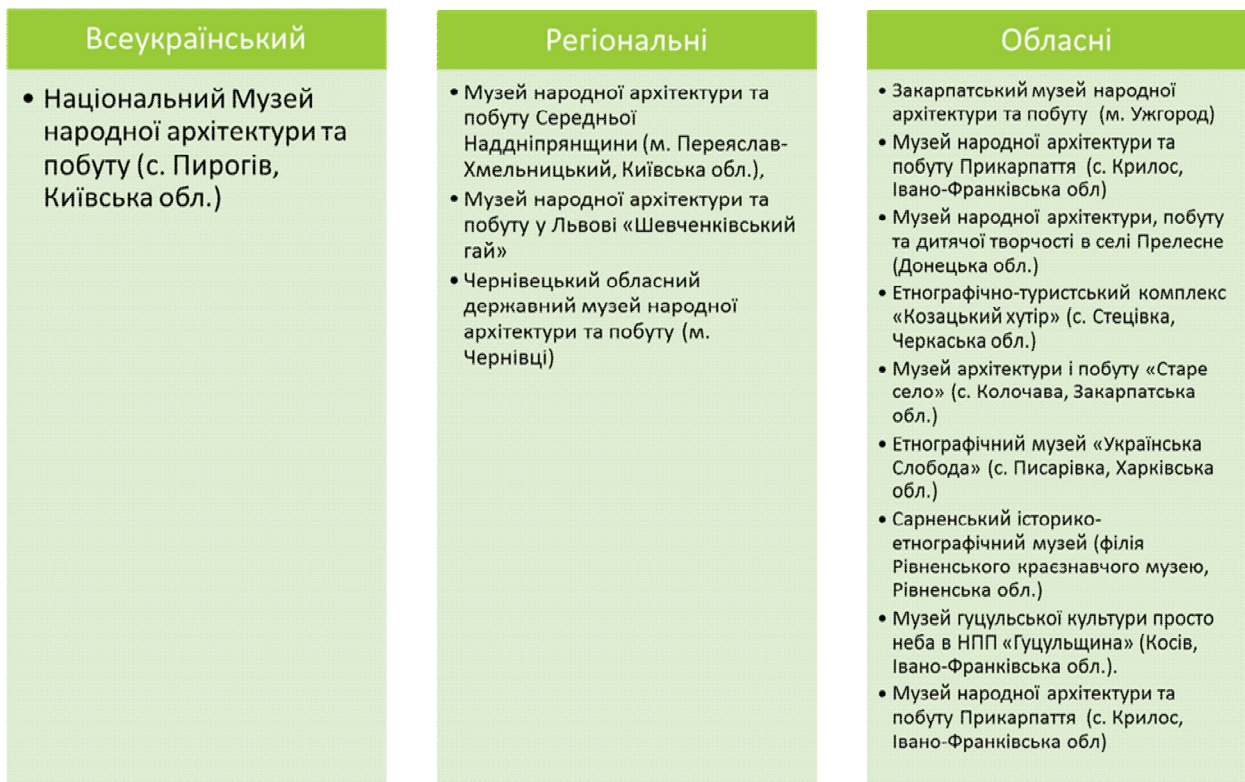 Всеукраїнський
• Національний Музей
народної архітектури та
побуту (с. Пирогів,
Київська обл.)
Регіональні
• Музей народної архітектури та
побуту Середньої
Наддніпрянщини (м. Переяслав-
Хмельницький, Київська обл.),
• Музей народної архітектури та
побуту у Львові «Шевченківський
гай»
• Чернівецький обласний
державний музей народної
архітектури та побуту (м.
Чернівці)
Обласні
• Закарпатський музей народної
архітектури та побуту (м. Ужгород)
• Музей народної архітектури та
побуту Прикарпаття (с. Крилос,
Івано-Франківська обл)
• Музей народної архітектури, побуту
та дитячої творчості в селі Прелесне
(Донецька обл.)
• Етнографічно-туристський комплекс
«Козацький хутір» (с. Стецівка,
Черкаська обл.)
• Музей архітектури і побуту «Старе
село» (с. Колочава, Закарпатська
обл.)
• Етнографічний музей «Українська
Слобода» (с. Писарівка, Харківська
обл.)
• Сарненський історико-
етнографічний музей (філія
Рівненського краєзнавчого музею,
Рівненська обл.)
• Музей гуцульської культури просто
неба в НПП «Гуцульщина» (Косів,
Івано-Франківська обл.).
• Музей народної архітектури та
побуту Прикарпаття (с. Крилос,
Івано-Франківська обл)